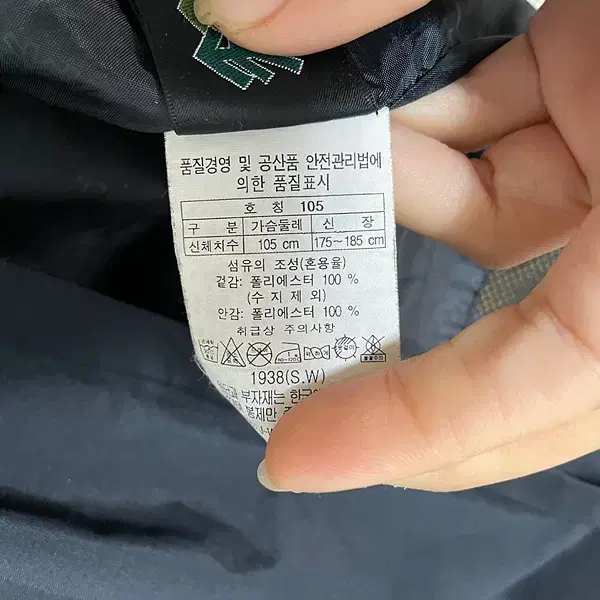 품질경영 및 공산품 안전관리법에
의한 품질표시
호 칭 105
구 분 가슴둘레 신 장
신체치수 105 cm 175~185 cm
섬유의 조성(혼용율)
겉감: 폴리에스터 100 %
(수 지 제 외)
안감: 폴리에스터 100 %
취급상 주의사항
1938(S.W)
부자재는 한국
봉제만